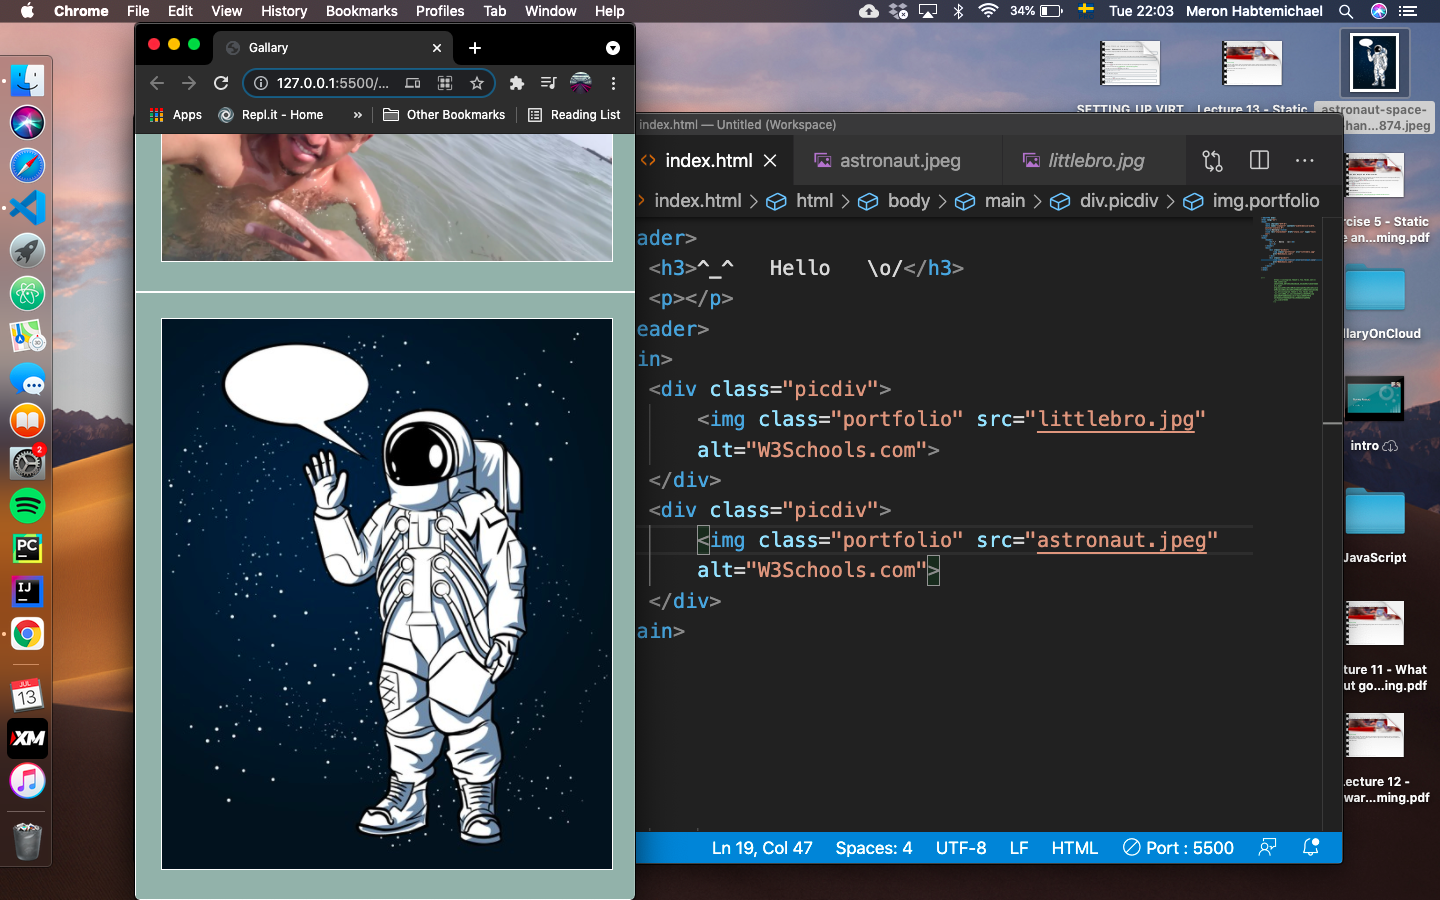 Chrome File Edit View History Bookmarks Profiles Tab Window Help 34% Tue 22:03 Meron Habtemichael
Gallary
127.0.0.1:5500/...
Apps Repl.it - Home » Other Bookmarks Reading List
index.html — Untitled (Workspace)
<> index.html astronaut.jpeg littlebro.jpg ...
> index.html > html > body > main > div.picdiv > img.portfolio
ader>
<h3>^_^ Hello \o/</h3>
<p></p>
eader>
in>
<div class="picdiv">
<img class="portfolio" src="littlebro.jpg"
alt="W3Schools.com">
</div>
<div class="picdiv">
<img class="portfolio" src="astronaut.jpeg"
alt="W3Schools.com">
</div>
ain>
Ln 19, Col 47 Spaces: 4 UTF-8 LF HTML Port : 5500
SETTING_UP VIRT
Lecture 13 - Static
astronaut-space-
han...874.jpeg
rcise 5 - Static
e an...ming.pdf
llaryOnCloud
intro
JavaScript
ture 11 - What
ut go...ing.pdf
Lecture 12 -
war...ming.pdf
2
PC
IJ
JUL
13
XM